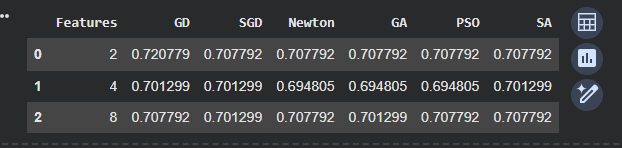 Features GD SGD Newton GA PSO SA
0 2 0.720779 0.707792 0.707792 0.707792 0.707792 0.707792
1 4 0.701299 0.701299 0.694805 0.694805 0.694805 0.701299
2 8 0.707792 0.701299 0.707792 0.701299 0.707792 0.707792